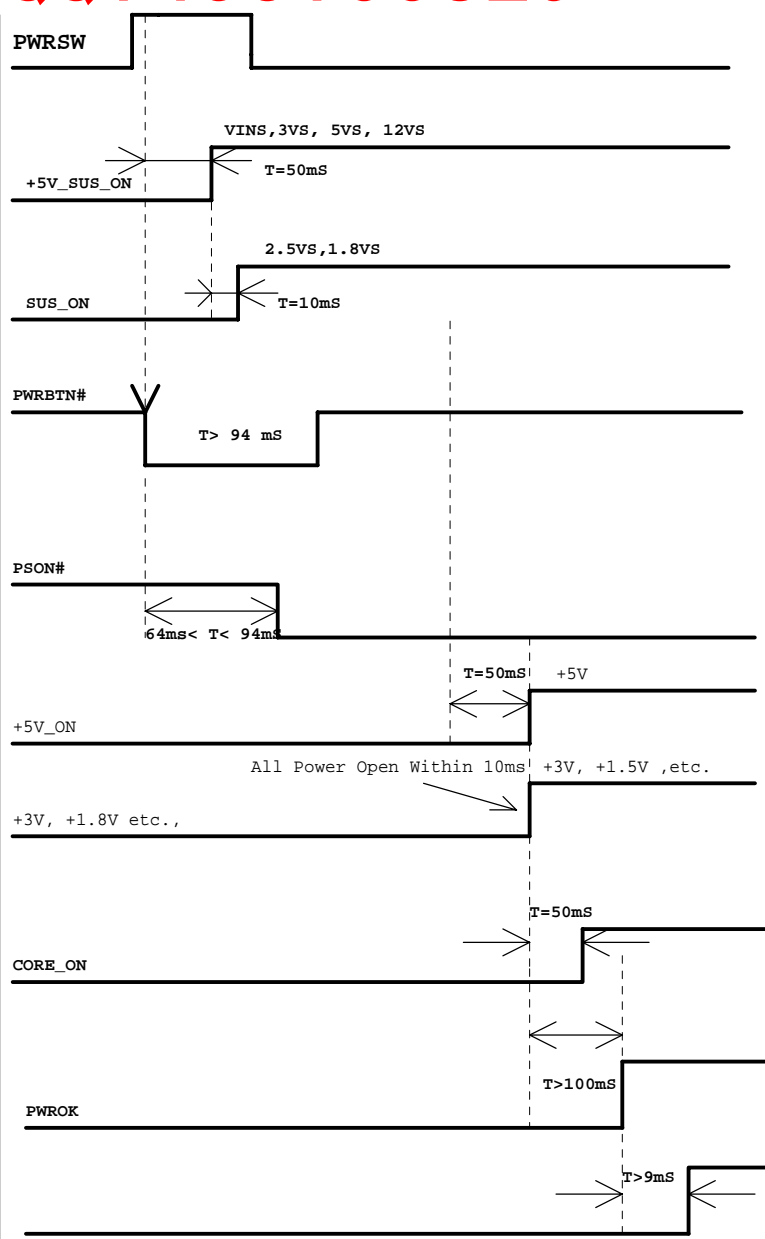 PWRSW
VINS,3VS, 5VS, 12VS
T=50mS
+5V_SUS_ON
2.5VS,1.8VS
SUS_ON
T=10mS
PWRBTN#
T> 94 mS
PSON#
64ms< T< 94mS
T=50mS
+5V
+5V_ON
All Power Open Within 10ms
+3V, +1.5V ,etc.
+3V, +1.8V etc.,
T=50mS
CORE_ON
T>100mS
PWROK
T>9mS